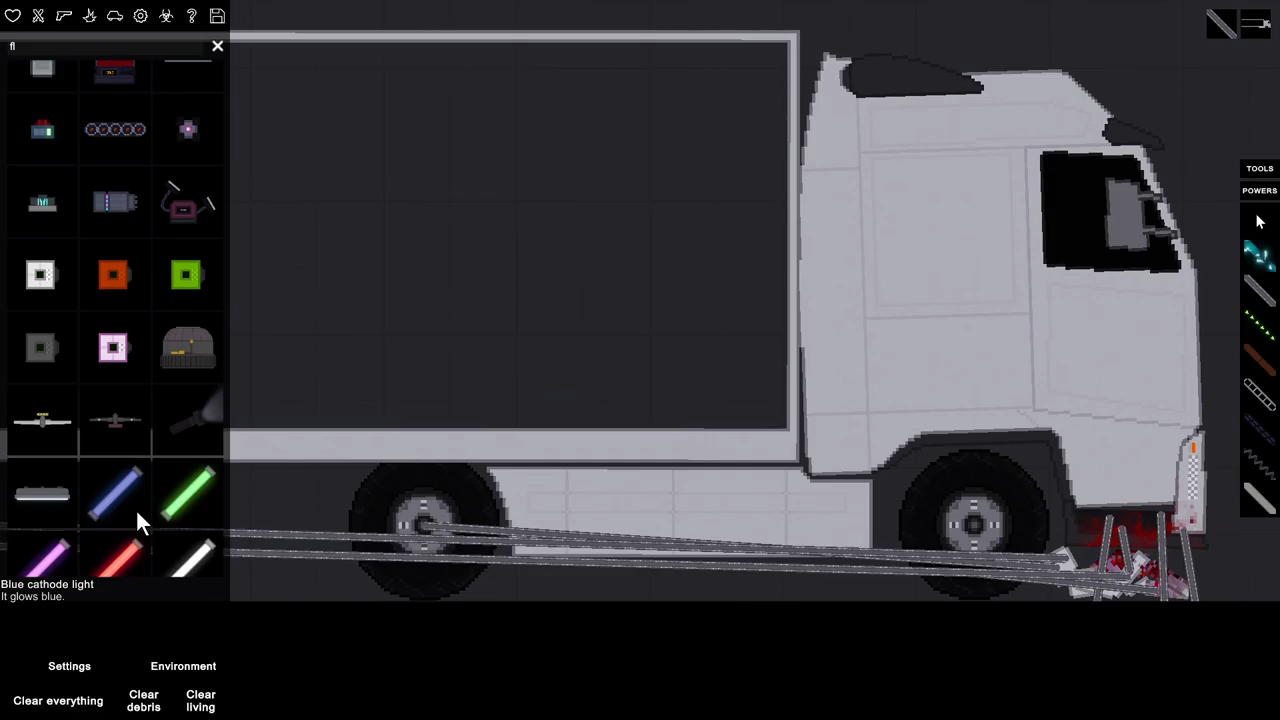 fl
TOOLS
POWERS
Blue cathode light
It glows blue.
Settings
Environment
Clear everything
Clear
debris
Clear
living